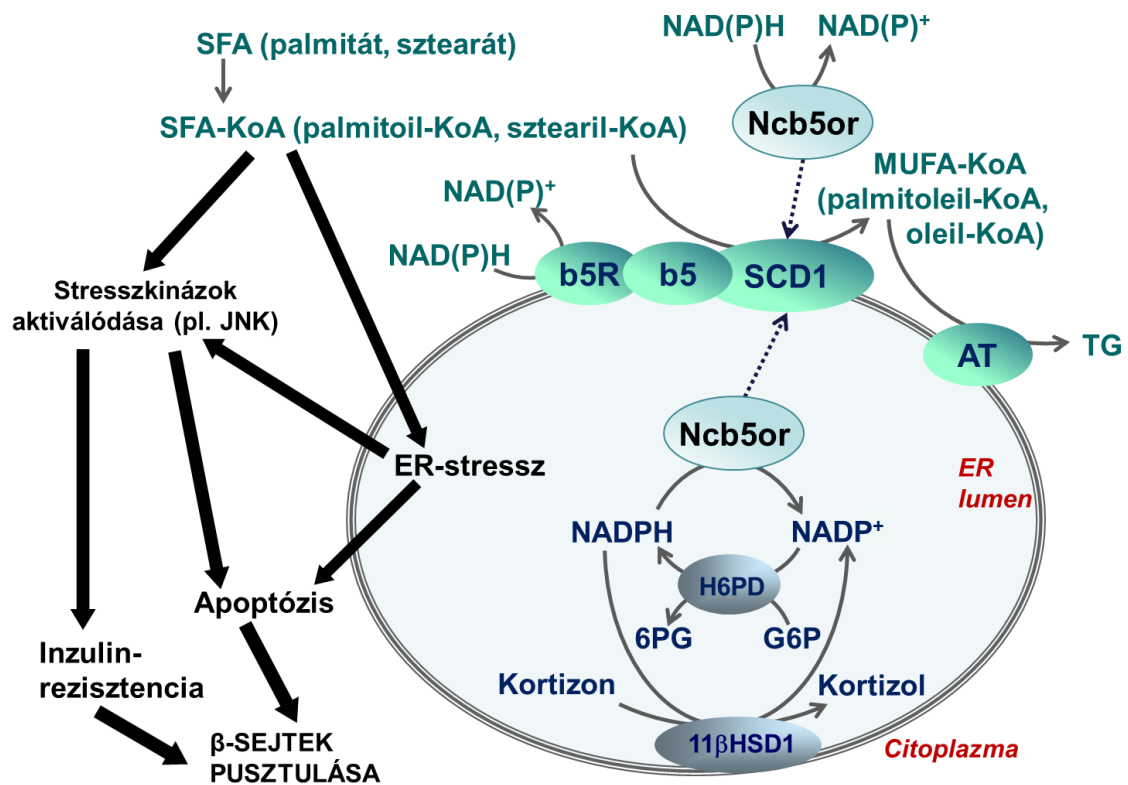 SFA (palmitát, sztearát)
NAD(P)H
NAD(P)⁺
SFA-KoA (palmitoil-KoA, sztearil-KoA)
Ncb5or
MUFA-KoA
(palmitoleil-KoA,
oleil-KoA)
NAD(P)⁺
NAD(P)H
b5R
b5
SCD1
Stresszkinázok
aktiválódása (pl. JNK)
AT
TG
Ncb5or
ER-stressz
ER
lumen
NADPH
NADP⁺
H6PD
Apoptózis
6PG
G6P
Inzulin-
rezisztencia
Kortizon
Kortizol
β-SEJTEK
PUSZTULÁSA
11βHSD1
Citoplazma